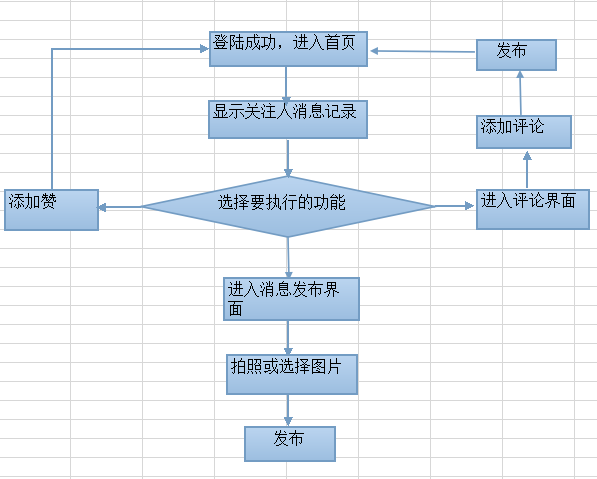 登陆成功，进入首页
发布
显示关注人消息记录
添加评论
添加赞
选择要执行的功能
进入评论界面
进入消息发布界
面
拍照或选择图片
发布